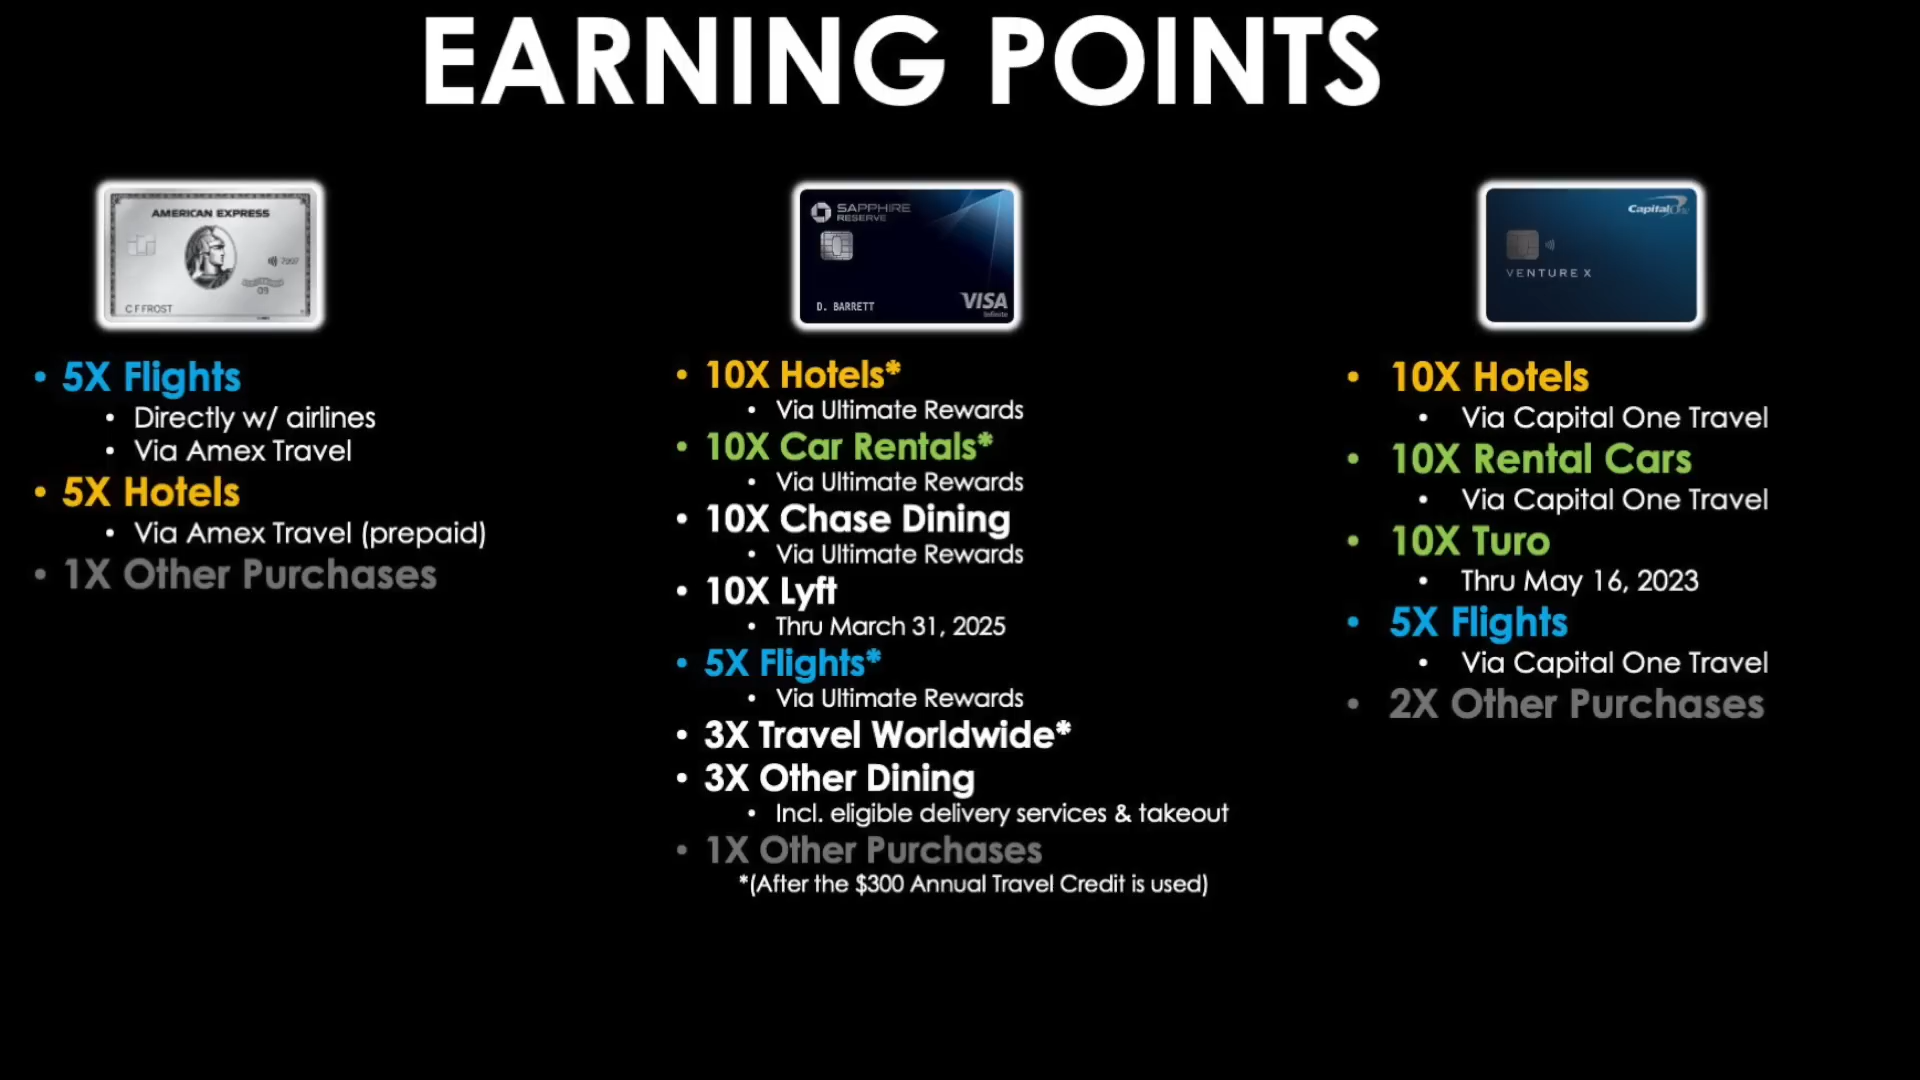 EARNING POINTS
AMERICAN EXPRESS
C F FROST
• 5X Flights
• Directly w/ airlines
• Via Amex Travel
• 5X Hotels
• Via Amex Travel (prepaid)
• 1X Other Purchases
SAPPHIRE
RESERVE
D. BARRETT
VISA
Infinite
• 10X Hotels*
• Via Ultimate Rewards
• 10X Car Rentals*
• Via Ultimate Rewards
• 10X Chase Dining
• Via Ultimate Rewards
• 10X Lyft
• Thru March 31, 2025
• 5X Flights*
• Via Ultimate Rewards
• 3X Travel Worldwide*
• 3X Other Dining
• Incl. eligible delivery services & takeout
• 1X Other Purchases
*(After the $300 Annual Travel Credit is used)
Capital One
VENTURE X
• 10X Hotels
• Via Capital One Travel
• 10X Rental Cars
• Via Capital One Travel
• 10X Turo
• Thru May 16, 2023
• 5X Flights
• Via Capital One Travel
• 2X Other Purchases